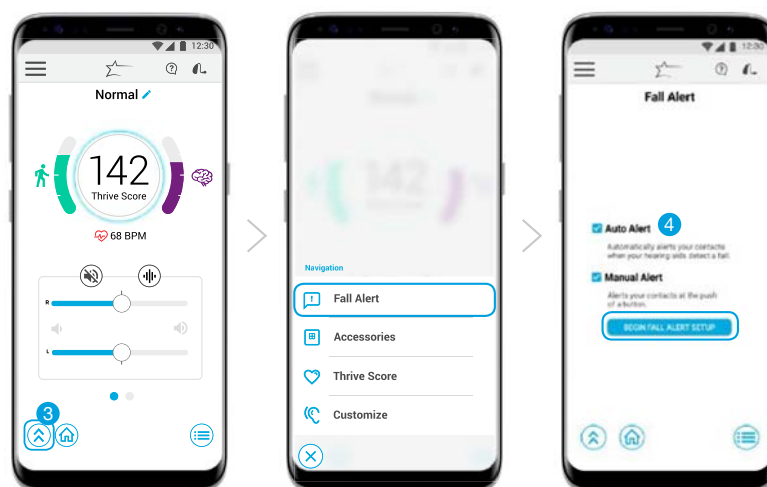 12:30
Normal
142
Thrive Score
68 BPM
R
L
3
Navigation
Fall Alert
Accessories
Thrive Score
Customize
12:30
Fall Alert
Auto Alert 4
Automatically alerts your contacts
when your hearing aids detect a fall.
Manual Alert
Alerts your contacts at the push
of a button.
BEGIN FALL ALERT SETUP